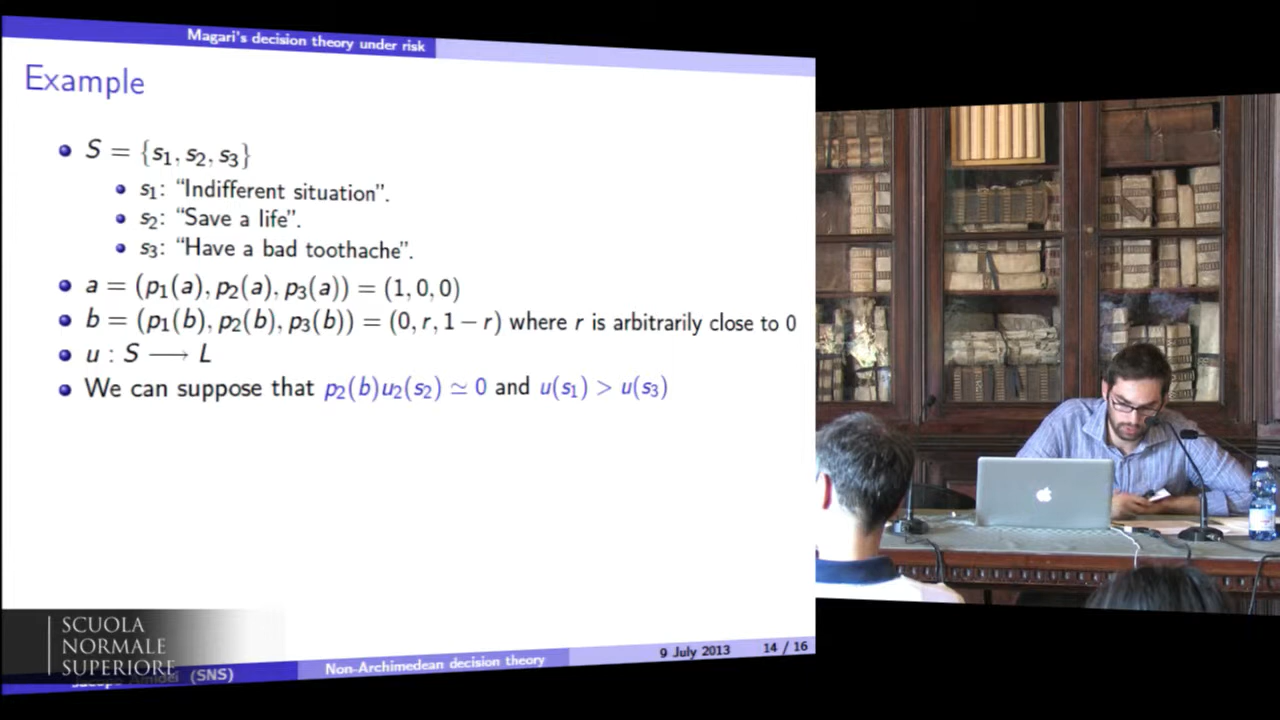 Magari's decision theory under risk
Example
S = {s₁, s₂, s₃}
s₁: "Indifferent situation".
s₂: "Save a life".
s₃: "Have a bad toothache".
a = (p₁(a), p₂(a), p₃(a)) = (1, 0, 0)
b = (p₁(b), p₂(b), p₃(b)) = (0, r, 1 − r) where r is arbitrarily close to 0
u : S ⟶ L
We can suppose that p₂(b)u₂(s₂) ≃ 0 and u(s₁) > u(s₃)
SCUOLA
NORMALE
SUPERIORE
(SNS)
Non-Archimedean decision theory
9 July 2013
14 / 16